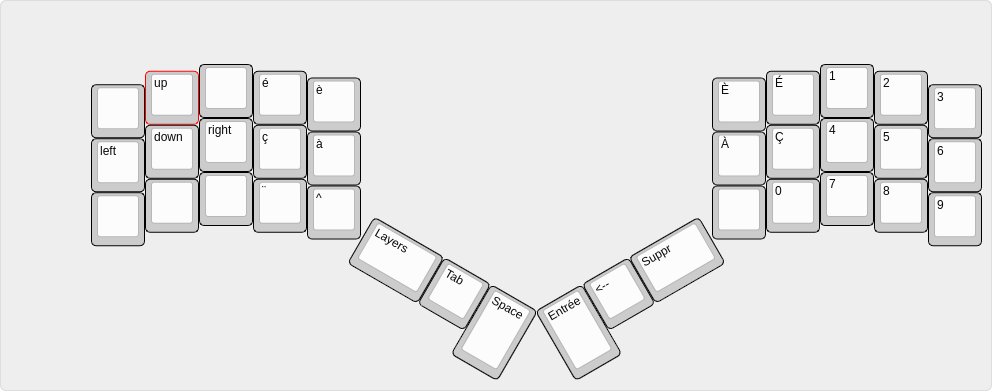 up é è
left down right ç à
¨ ^
È É 1 2 3
À Ç 4 5 6
0 7 8 9
Layers
Tab
Space
Entrée
<--
Suppr